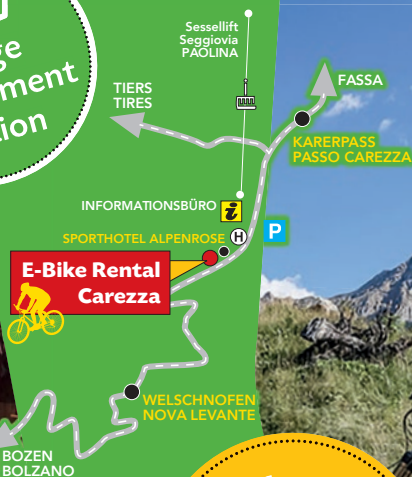 ge
ment
tion
Sessellift
Seggiovia
PAOLINA
TIERS
TIRES
FASSA
KARERPASS
PASSO CAREZZA
INFORMATIONSBÜRO i
SPORTHOTEL ALPENROSE H
P
E-Bike Rental
Carezza
WELSCHNOFEN
NOVA LEVANTE
BOZEN
BOLZANO